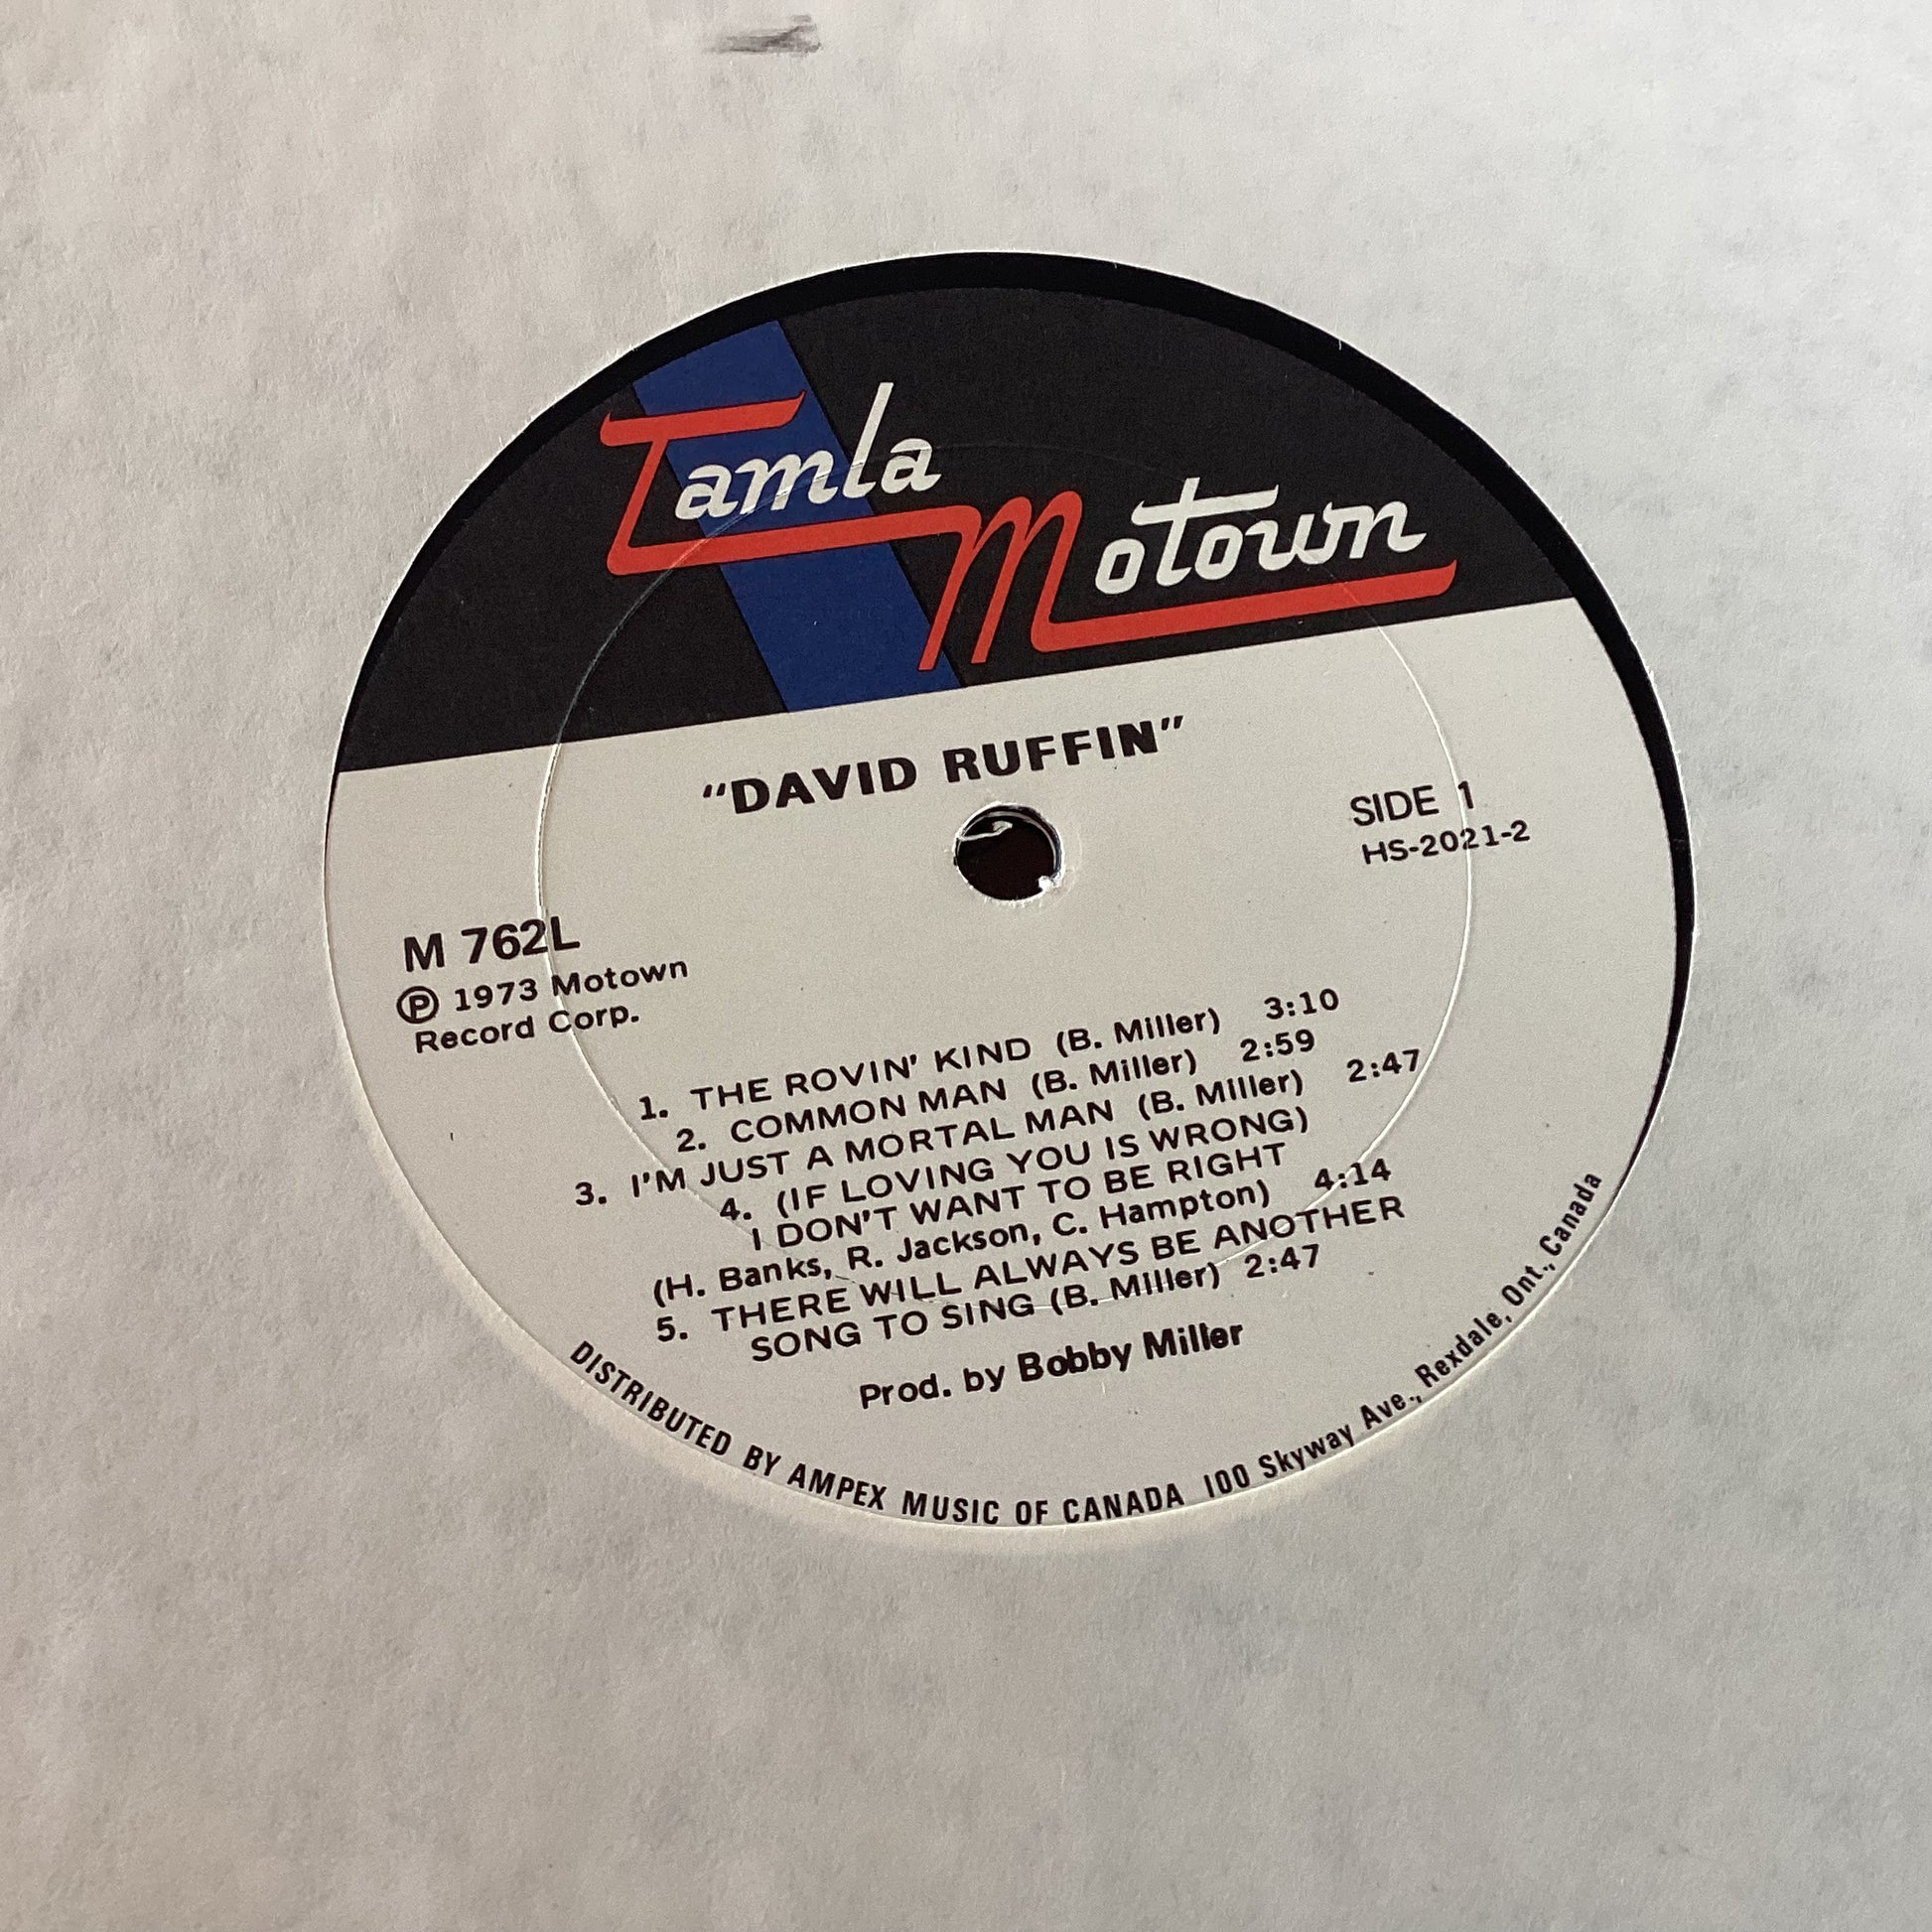 Tamla
Motown
"DAVID RUFFIN"
SIDE 1
HS-2021-2
M 762L
Ⓟ 1973 Motown
Record Corp.
1. THE ROVIN' KIND (B. Miller) 3:10
2. COMMON MAN (B. Miller) 2:59
3. I'M JUST A MORTAL MAN (B. Miller) 2:47
4. (IF LOVING YOU IS WRONG)
I DON'T WANT TO BE RIGHT
(H. Banks, R. Jackson, C. Hampton) 4:14
5. THERE WILL ALWAYS BE ANOTHER
SONG TO SING (B. Miller) 2:47
Prod. by Bobby Miller
DISTRIBUTED BY AMPEX MUSIC OF CANADA 100 Skyway Ave., Rexdale, Ont., Canada